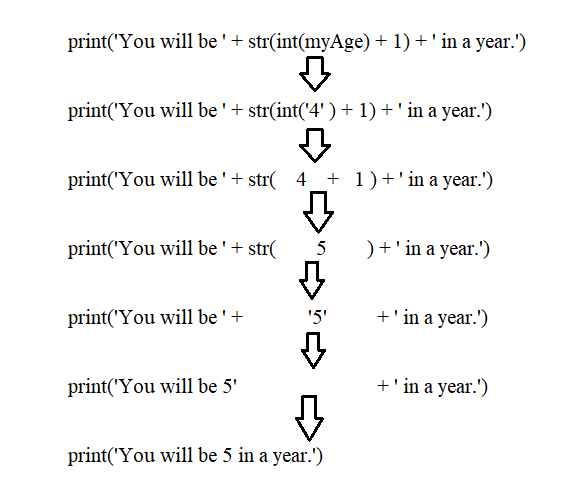 print('You will be ' + str(int(myAge) + 1) + ' in a year.')
print('You will be ' + str(int('4' ) + 1) + ' in a year.')
print('You will be ' + str( 4 + 1 ) + ' in a year.')
print('You will be ' + str( 5 ) + ' in a year.')
print('You will be ' + '5' + ' in a year.')
print('You will be 5' + ' in a year.')
print('You will be 5 in a year.')